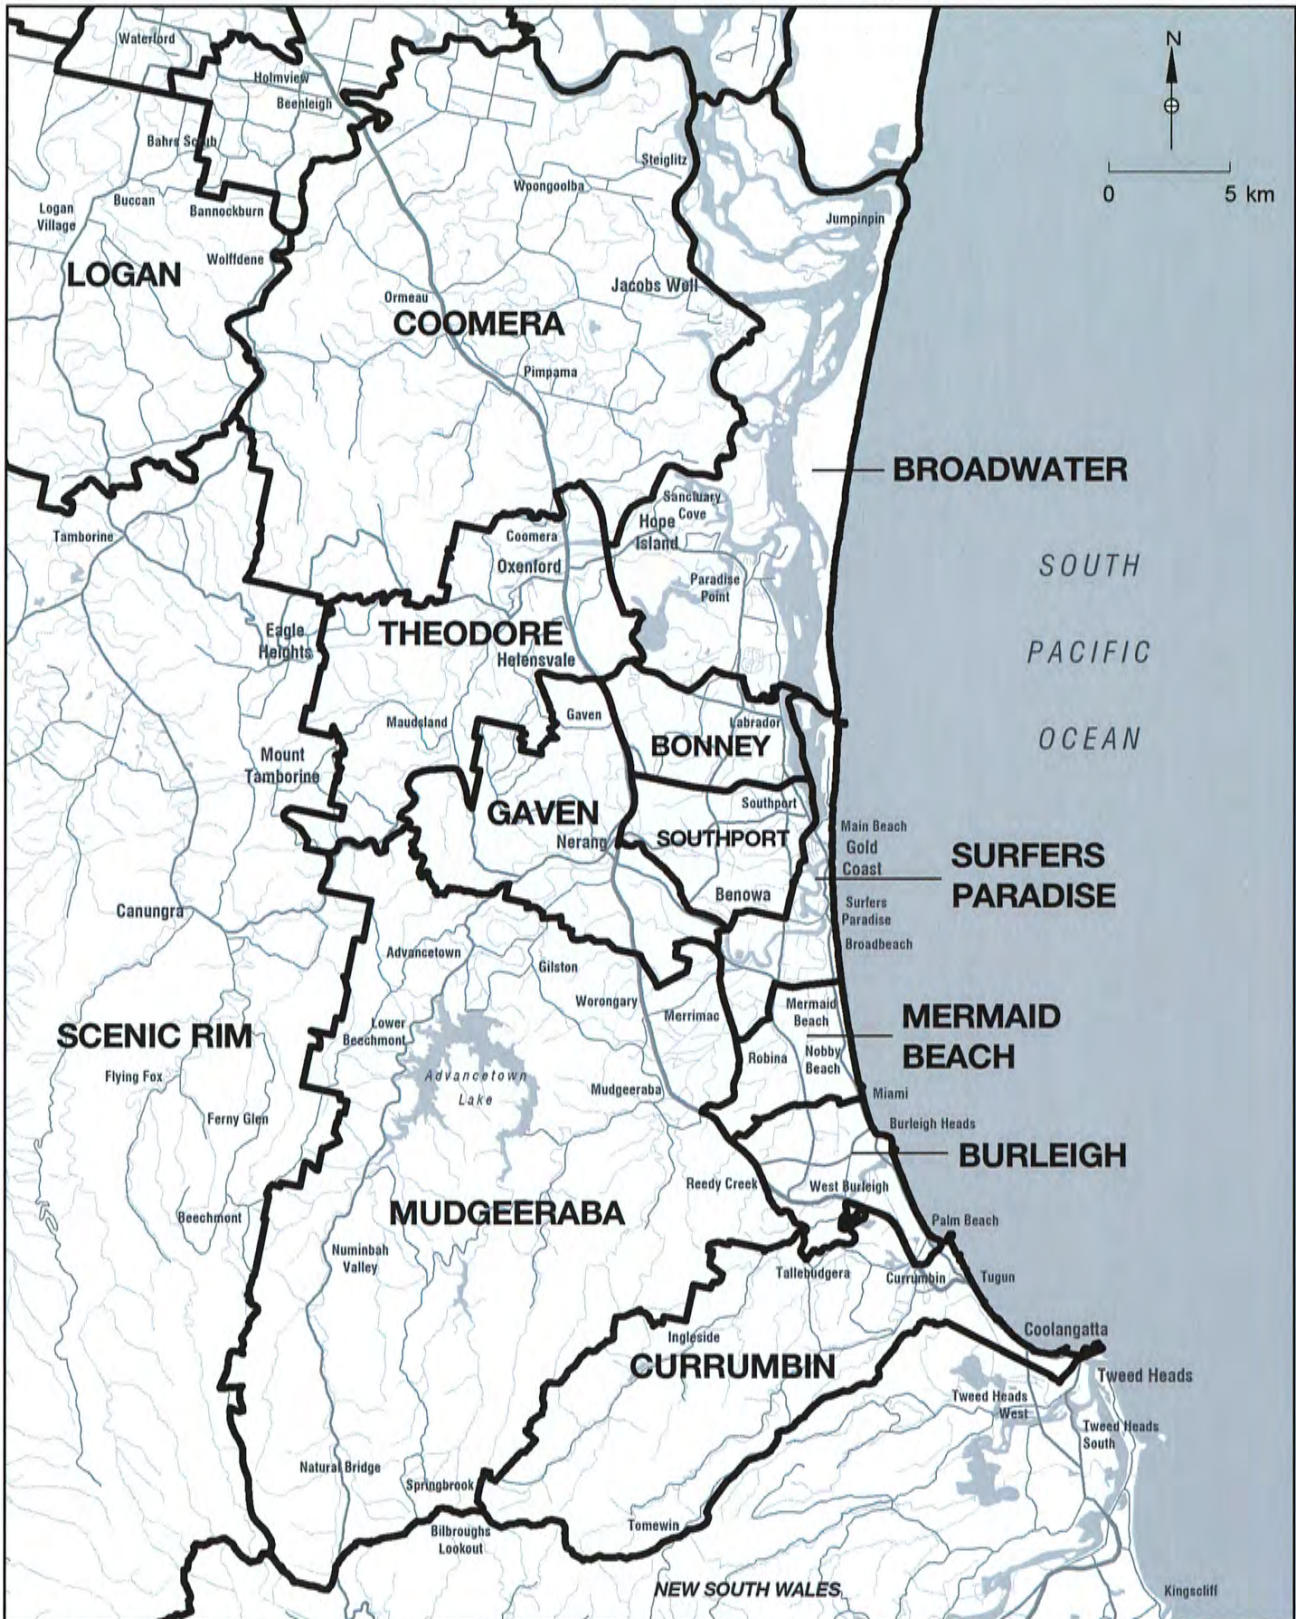 Waterford
N
Holmview
Beenleigh
Bahrs Scrub
Steiglitz
Woongoolba
0 5 km
Buccan
Logan
Village
Bannockburn
Jumpinpin
Wolffdene
LOGAN
Jacobs Well
Ormeau
COOMERA
Pimpama
BROADWATER
Sanctuary
Cove
Hope
Island
Tamborine
Coomera
Oxenford
SOUTH
PACIFIC
OCEAN
Paradise
Point
Eagle
Heights
THEODORE
Helensvale
Maudsland
Gaven
Labrador
BONNEY
Mount
Tamborine
GAVEN
Southport
Nerang
SOUTHPORT
Main Beach
Gold
Coast
SURFERS
PARADISE
Benowa
Surfers
Paradise
Canungra
Broadbeach
Advancetown
Gilston
Worongary
Merrimac
Mermaid
Beach
MERMAID
BEACH
SCENIC RIM
Lower
Beechmont
Robina
Nobby
Beach
Flying Fox
Advancetown
Lake
Mudgeeraba
Miami
Ferny Glen
Burleigh Heads
BURLEIGH
Reedy Creek
West Burleigh
MUDGEERABA
Beechmont
Palm Beach
Numinbah
Valley
Tallebudgera
Currumbin
Tugun
Ingleside
Coolangatta
CURRUMBIN
Tweed Heads
Tweed Heads
West
Tweed Heads
South
Natural Bridge
Springbrook
Bilbroughs
Lookout
Tomewin
NEW SOUTH WALES
Kingscliff